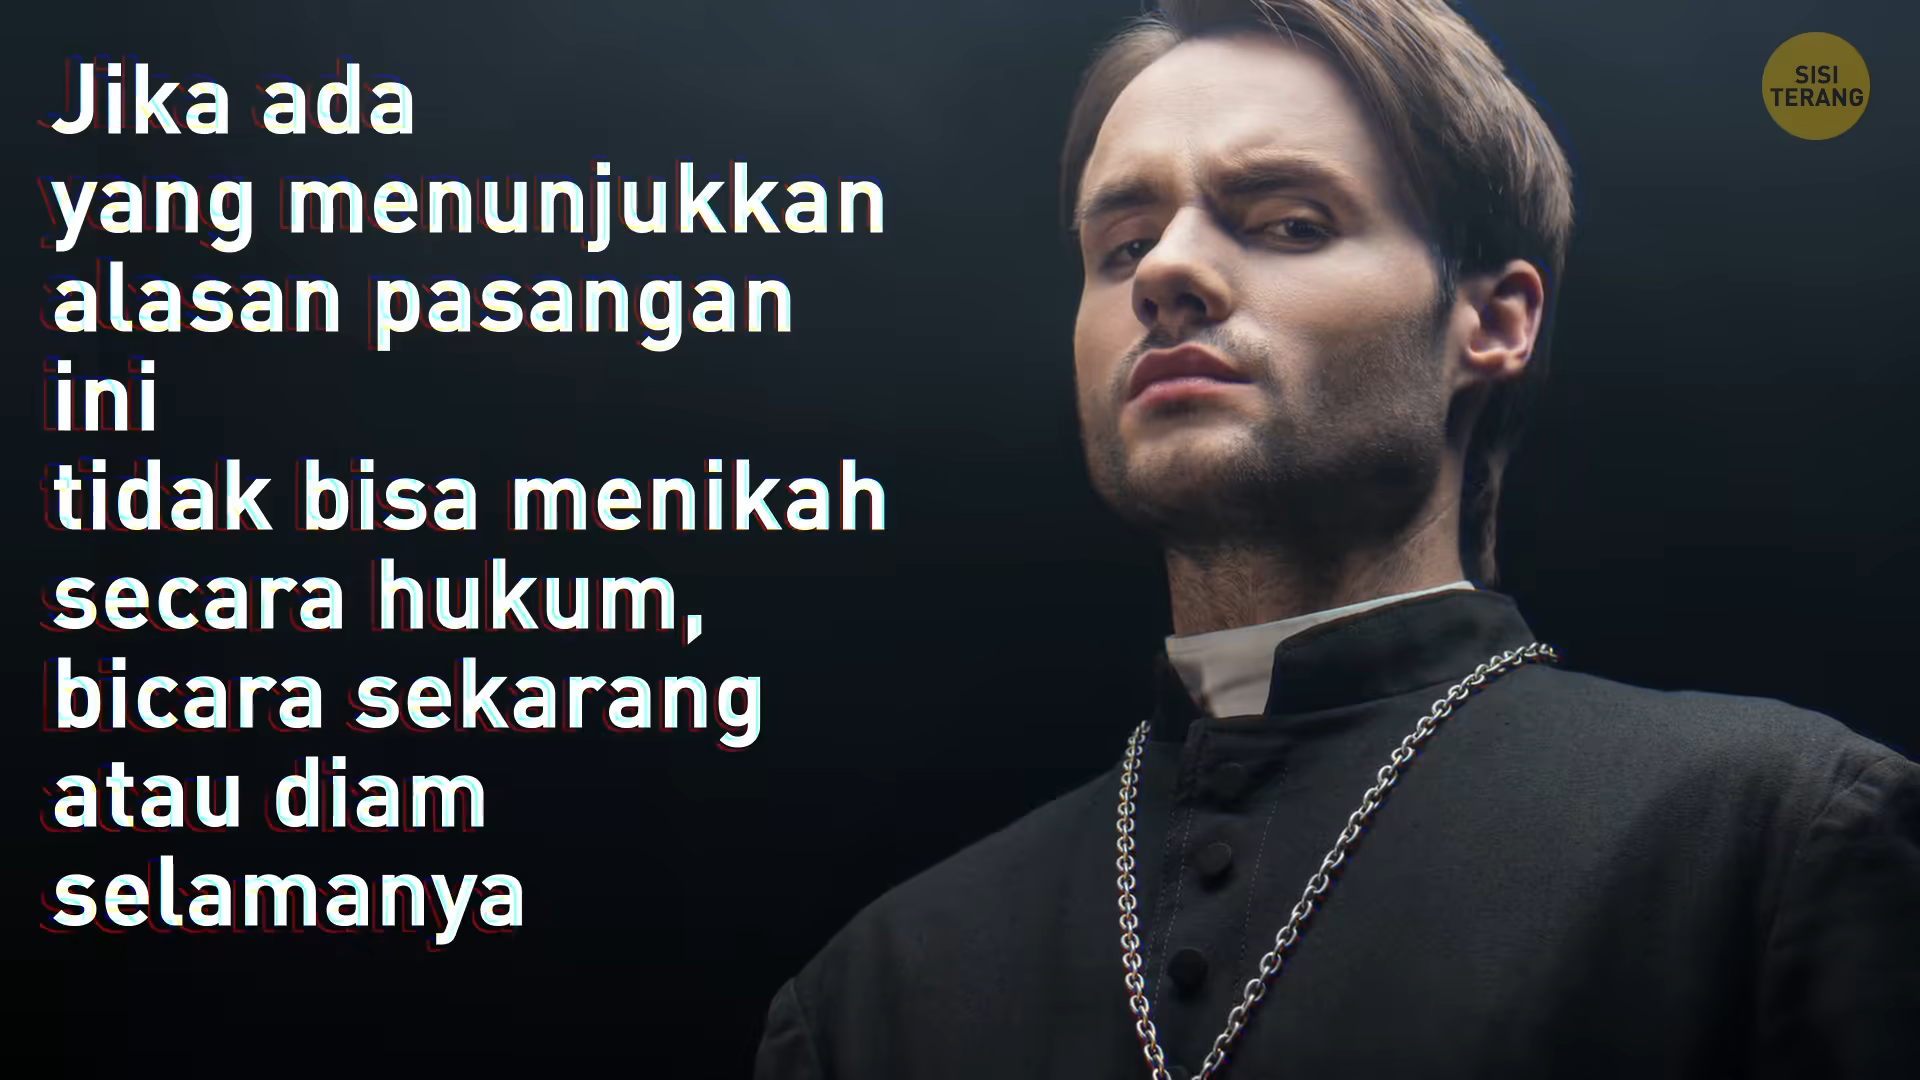 Jika ada
yang menunjukkan
alasan pasangan
ini
tidak bisa menikah
secara hukum,
bicara sekarang
atau diam
selamanya
SISI
TERANG